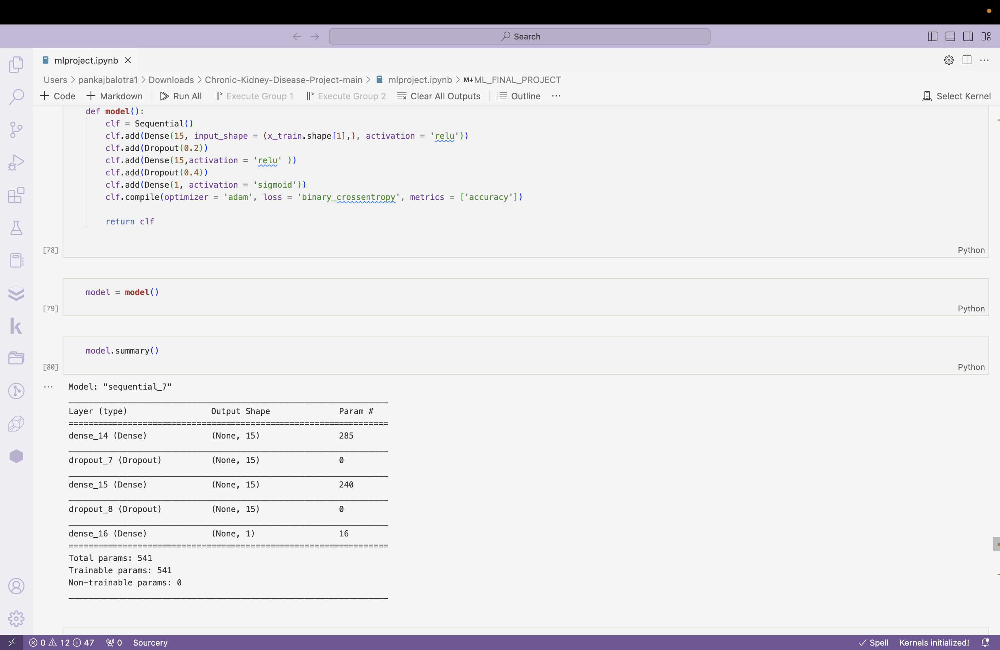 Search
mlproject.ipynb
Users > pankajbalotra1 > Downloads > Chronic-Kidney-Disease-Project-main > mlproject.ipynb > M↓ML_FINAL_PROJECT
+ Code + Markdown Run All Execute Group 1 Execute Group 2 Clear All Outputs Outline ... Select Kernel
def model():
clf = Sequential()
clf.add(Dense(15, input_shape = (x_train.shape[1],), activation = 'relu'))
clf.add(Dropout(0.2))
clf.add(Dense(15,activation = 'relu' ))
clf.add(Dropout(0.4))
clf.add(Dense(1, activation = 'sigmoid'))
clf.compile(optimizer = 'adam', loss = 'binary_crossentropy', metrics = ['accuracy'])
return clf
[78] Python
model = model()
[79] Python
k
model.summary()
[80] Python
... Model: "sequential_7"
_________________________________________________________________
Layer (type) Output Shape Param #
=================================================================
dense_14 (Dense) (None, 15) 285
_________________________________________________________________
dropout_7 (Dropout) (None, 15) 0
_________________________________________________________________
dense_15 (Dense) (None, 15) 240
_________________________________________________________________
dropout_8 (Dropout) (None, 15) 0
_________________________________________________________________
dense_16 (Dense) (None, 1) 16
=================================================================
Total params: 541
Trainable params: 541
Non-trainable params: 0
_________________________________________________________________
0 12 47 0 Sourcery Spell Kernels initialized!